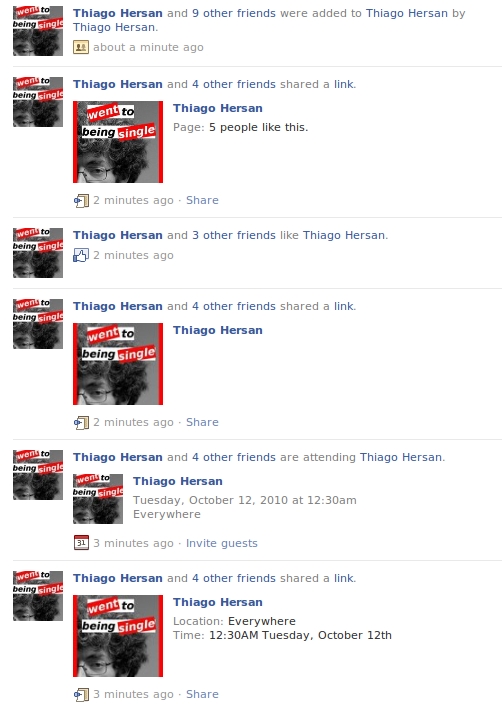 went to
being single
Thiago Hersan and 9 other friends were added to Thiago Hersan by
Thiago Hersan.
about a minute ago
went to
being single
Thiago Hersan and 4 other friends shared a link.
went to
being single
Thiago Hersan
Page: 5 people like this.
2 minutes ago · Share
went to
being single
Thiago Hersan and 3 other friends like Thiago Hersan.
2 minutes ago
went to
being single
Thiago Hersan and 4 other friends shared a link.
went to
being single
Thiago Hersan
2 minutes ago · Share
went to
being single
Thiago Hersan and 4 other friends are attending Thiago Hersan.
went to
being single
Thiago Hersan
Tuesday, October 12, 2010 at 12:30am
Everywhere
31
3 minutes ago · Invite guests
went to
being single
Thiago Hersan and 4 other friends shared a link.
went to
being single
Thiago Hersan
Location: Everywhere
Time: 12:30AM Tuesday, October 12th
3 minutes ago · Share